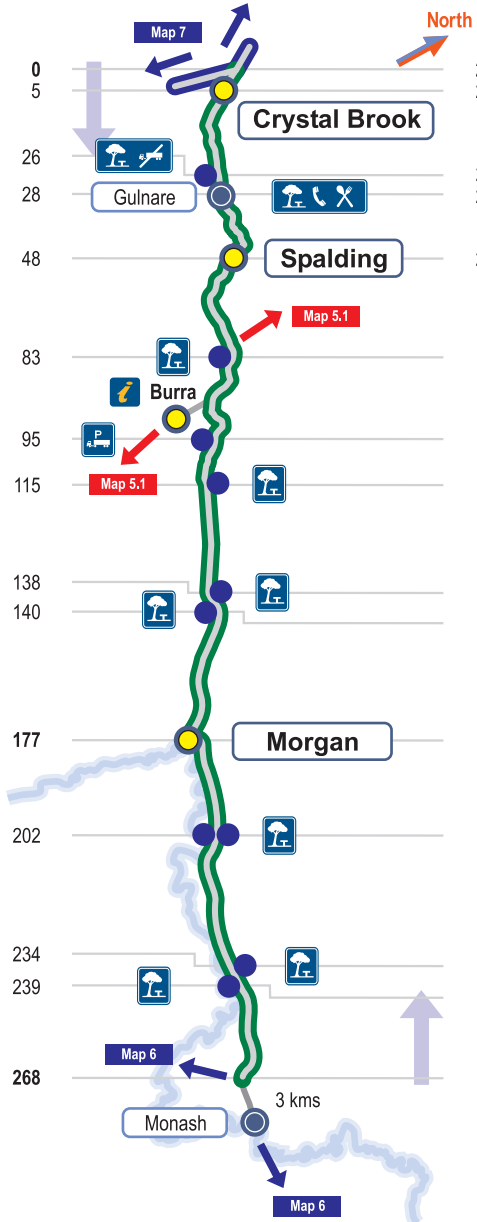 Map 7
North
0
5
Crystal Brook
26
28
Gulnare
48
Spalding
Map 5.1
83
i Burra
P
95
Map 5.1
115
138
140
177
Morgan
202
234
239
Map 6
268
3 kms
Monash
Map 6